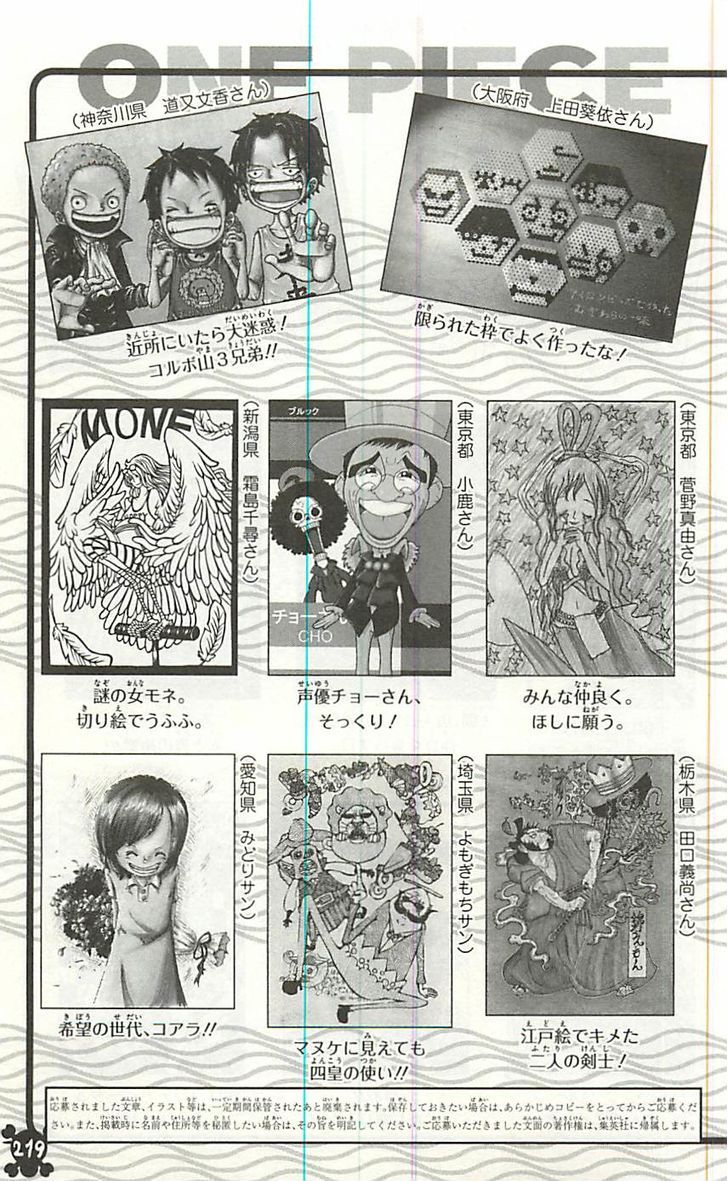 ONE PIECE
(大阪府 上田葵依さん)
限られた枠でよく作ったな!
(神奈川県 道又文香さん)
近所にいたら大迷惑!
コルボ山3兄弟!!
(東京都 菅野真由さん)
みんな仲良く。
ほしに願う。
(東京都 小鹿さん)
ブルック
CHO
声優チョーさん、
そっくり!
(新潟県 霜島千尋さん)
MONE
謎の女モネ。
切り絵でうふふ。
(栃木県 田口義尚さん)
江戸絵でキメた
二人の剣士!
(埼玉県 よもぎもちサン)
マヌケに見えても
四皇の使い!!
(愛知県 みどりサン)
希望の世代、コアラ!!
応募されました文章、イラスト等は、一定期間保管されたあと廃棄されます。保存しておきたい場合は、あらかじめコピーをとってからご応募くだ
さい。また、掲載時に名前や住所等を秘匿したい場合は、その旨を明記してください。ご応募いただきました文面の著作権は、集英社に帰属します。
219